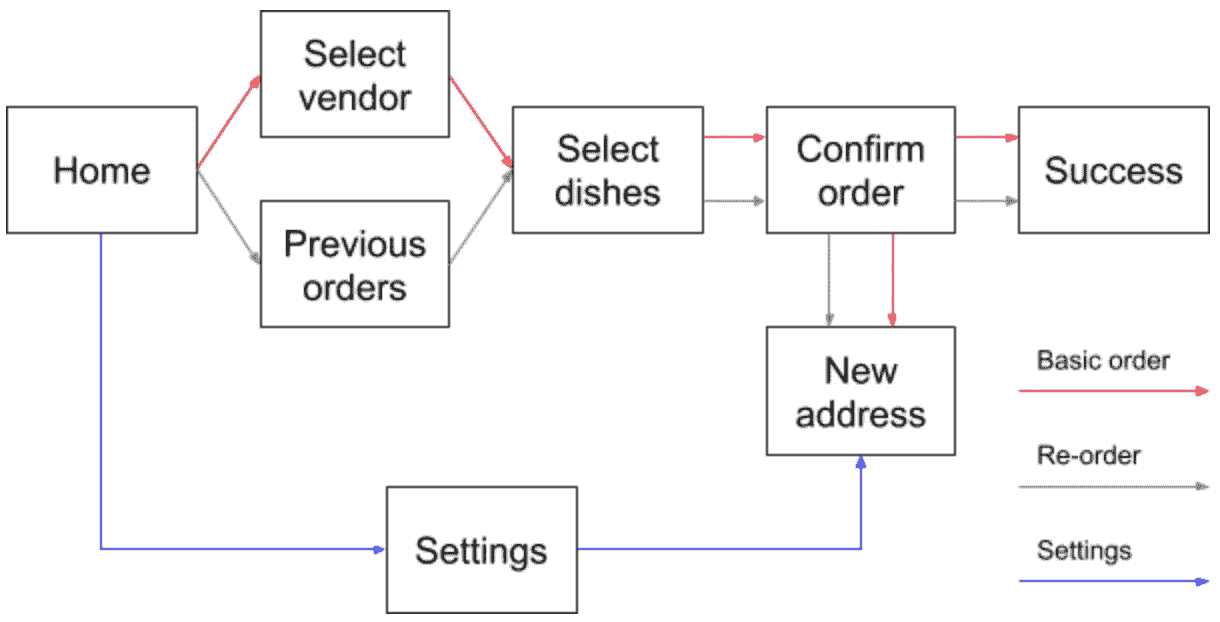 Select
vendor
Home
Previous
orders
Select
dishes
Confirm
order
Success
New
address
Settings
Basic order
Re-order
Settings